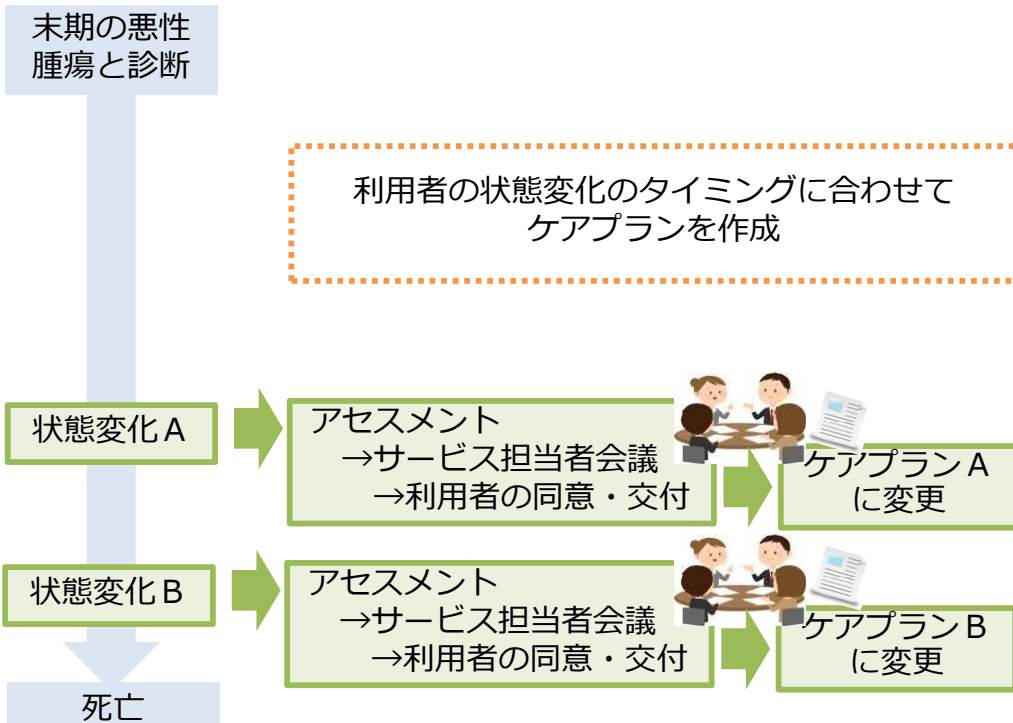 末期の悪性
腫瘍と診断
利用者の状態変化のタイミングに合わせて
ケアプランを作成
状態変化A
アセスメント
→サービス担当者会議
→利用者の同意・交付
ケアプランA
に変更
状態変化B
アセスメント
→サービス担当者会議
→利用者の同意・交付
ケアプランB
に変更
死亡